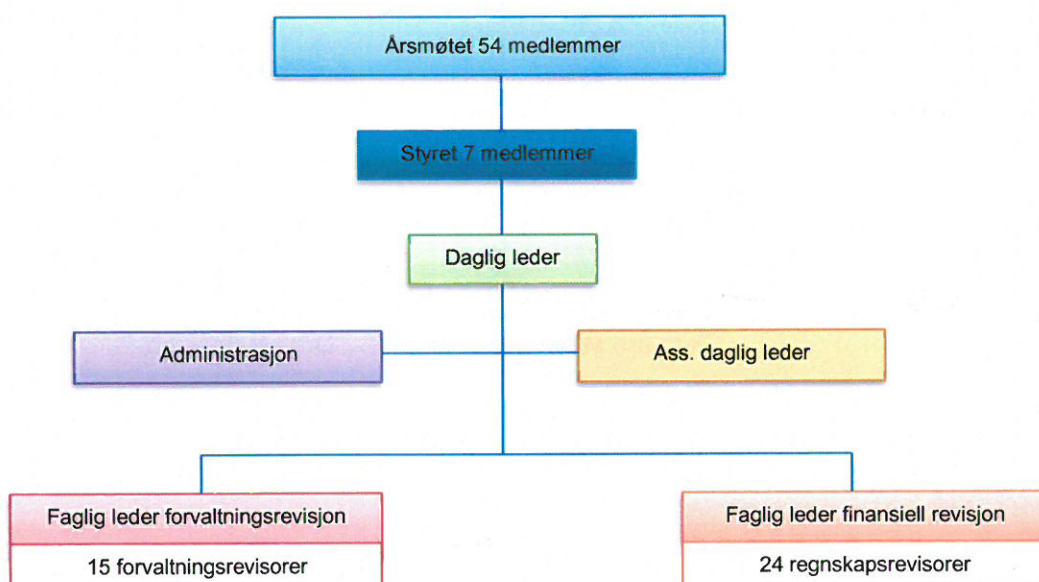 Årsmøtet 54 medlemmer
Styret 7 medlemmer
Daglig leder
Administrasjon
Ass. daglig leder
Faglig leder forvaltningsrevisjon
15 forvaltningsrevisorer
Faglig leder finansiell revisjon
24 regnskapsrevisorer